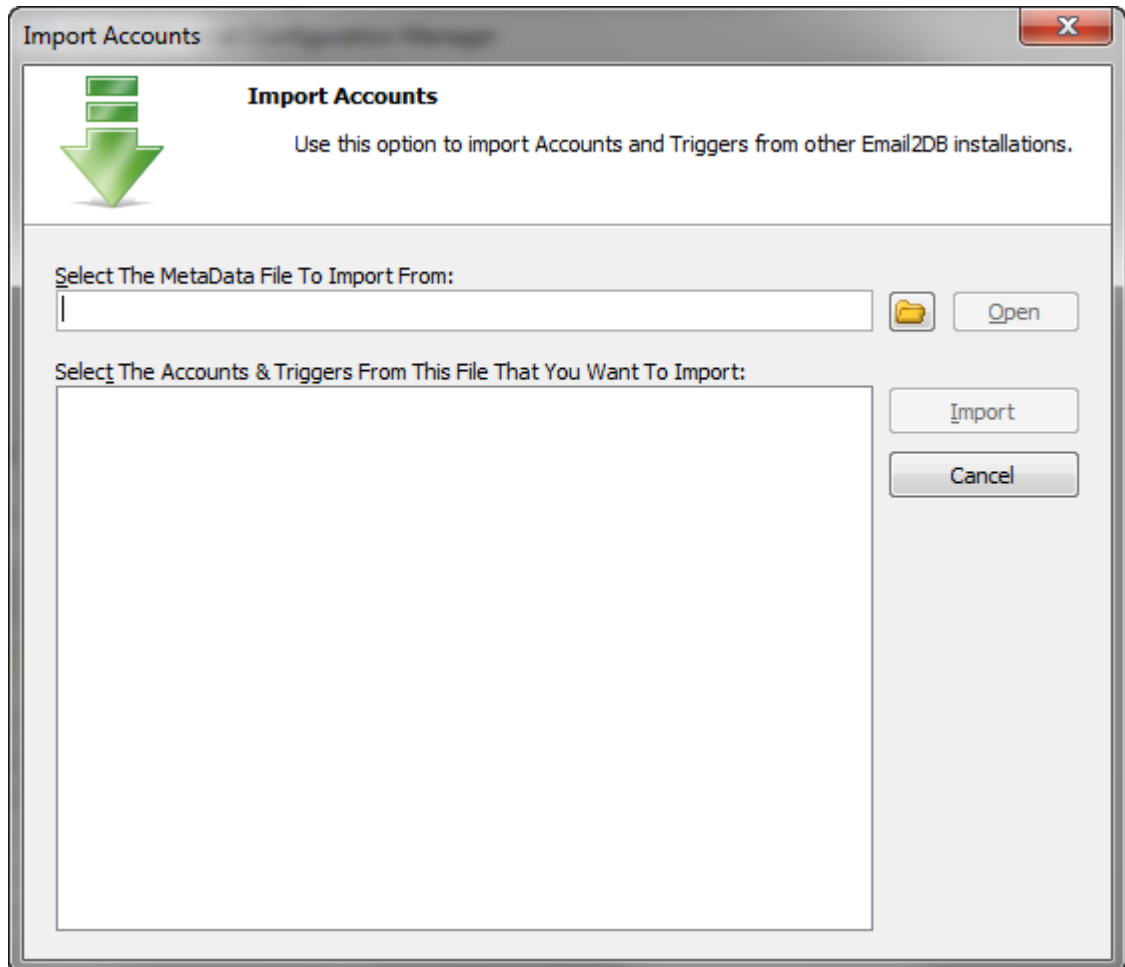 Import Accounts
Import Accounts
Use this option to import Accounts and Triggers from other Email2DB installations.
Select The MetaData File To Import From:
Open
Select The Accounts & Triggers From This File That You Want To Import:
Import
Cancel